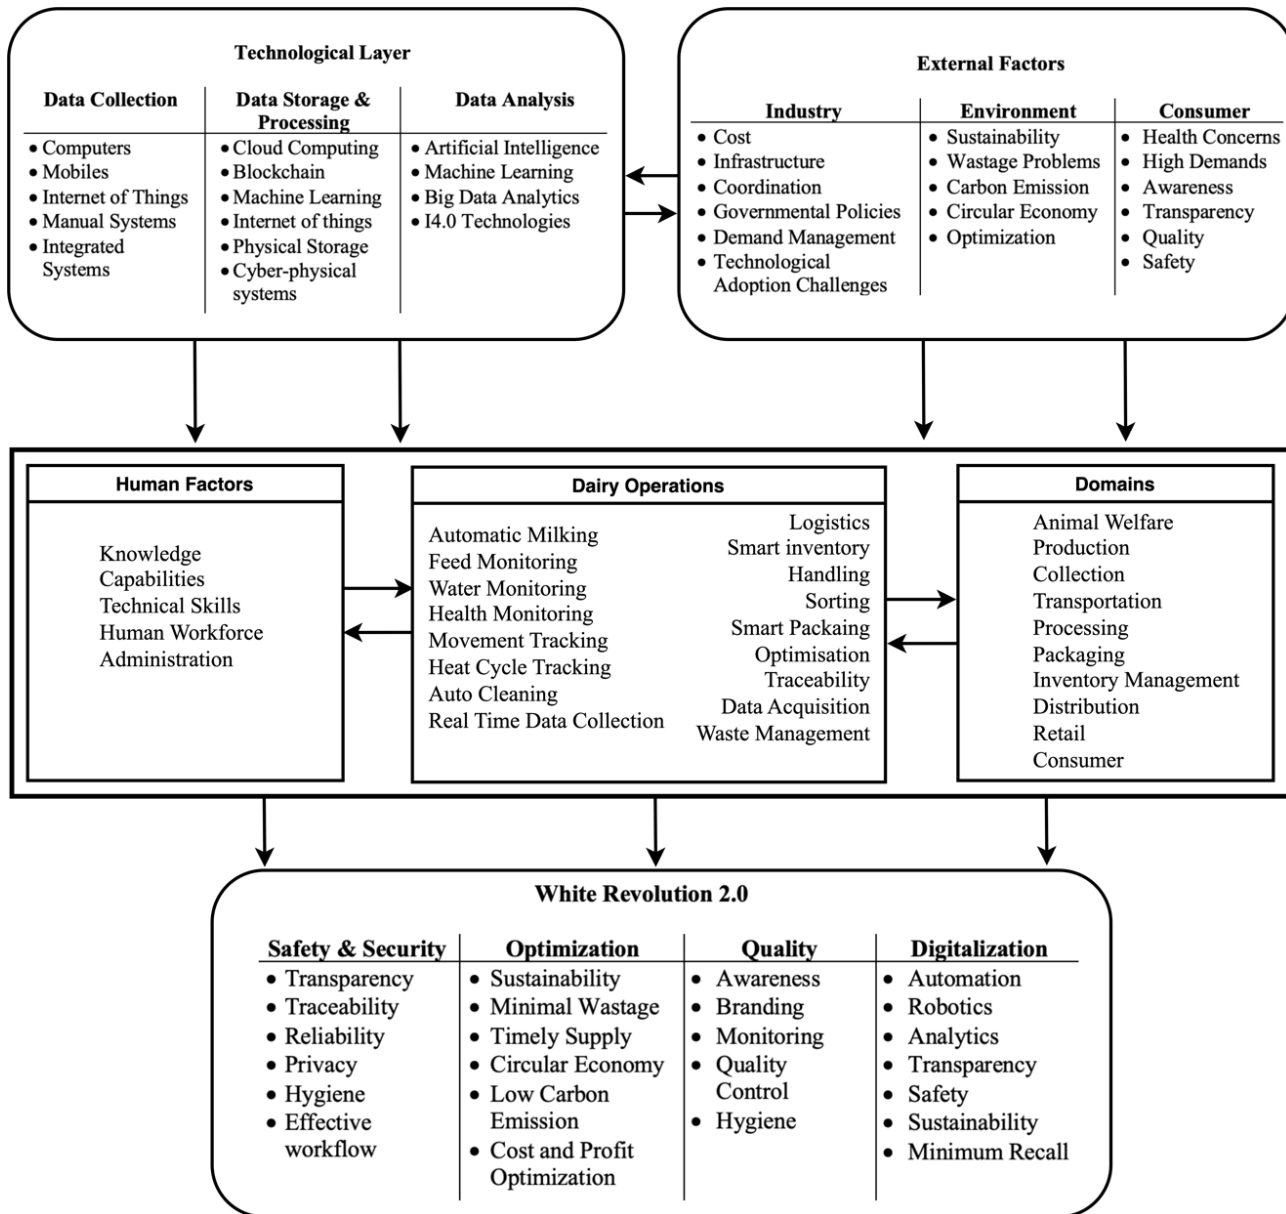 Technological Layer
Data Collection
Computers
Mobiles
Internet of Things
Manual Systems
Integrated
Systems
Data Storage &
Processing
Cloud Computing
Blockchain
Machine Learning
Internet of things
Physical Storage
Cyber-physical
systems
Data Analysis
Artificial Intelligence
Machine Learning
Big Data Analytics
I4.0 Technologies
External Factors
Industry
Cost
Infrastructure
Coordination
Governmental Policies
Demand Management
Technological
Adoption Challenges
Environment
Sustainability
Wastage Problems
Carbon Emission
Circular Economy
Optimization
Consumer
Health Concerns
High Demands
Awareness
Transparency
Quality
Safety
Human Factors
Knowledge
Capabilities
Technical Skills
Human Workforce
Administration
Dairy Operations
Automatic Milking
Feed Monitoring
Water Monitoring
Health Monitoring
Movement Tracking
Heat Cycle Tracking
Auto Cleaning
Real Time Data Collection
Logistics
Smart inventory
Handling
Sorting
Smart Packaing
Optimisation
Traceability
Data Acquisition
Waste Management
Domains
Animal Welfare
Production
Collection
Transportation
Processing
Packaging
Inventory Management
Distribution
Retail
Consumer
White Revolution 2.0
Safety & Security
Transparency
Traceability
Reliability
Privacy
Hygiene
Effective
workflow
Optimization
Sustainability
Minimal Wastage
Timely Supply
Circular Economy
Low Carbon
Emission
Cost and Profit
Optimization
Quality
Awareness
Branding
Monitoring
Quality
Control
Hygiene
Digitalization
Automation
Robotics
Analytics
Transparency
Safety
Sustainability
Minimum Recall